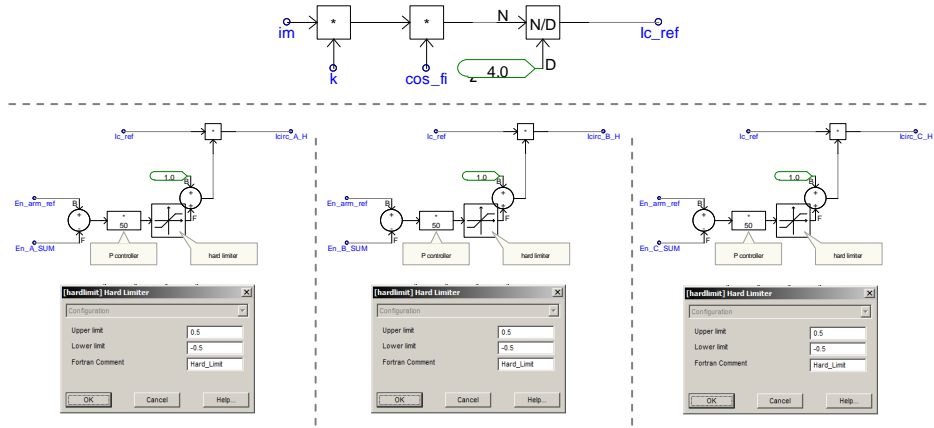 im * * N N/D Ic_ref
k cos_fi 4.0 D
Ic_ref * Icirc_A_H
1.0 B
+
+
En_arm_ref B
+ * 50 F
-
En_A_SUM F
P controller hard limiter
Ic_ref * Icirc_B_H
1.0 B
+
+
En_arm_ref B
+ * 50 F
-
En_B_SUM F
P controller hard limiter
Ic_ref * Icirc_C_H
1.0 B
+
+
En_arm_ref B
+ * 50 F
-
En_C_SUM F
P controller hard limiter
[hardlimit] Hard Limiter
Configuration
Upper limit 0.5
Lower limit -0.5
Fortran Comment Hard_Limit
OK Cancel Help...
[hardlimit] Hard Limiter
Configuration
Upper limit 0.5
Lower limit -0.5
Fortran Comment Hard_Limit
OK Cancel Help...
[hardlimit] Hard Limiter
Configuration
Upper limit 0.5
Lower limit -0.5
Fortran Comment Hard_Limit
OK Cancel Help...